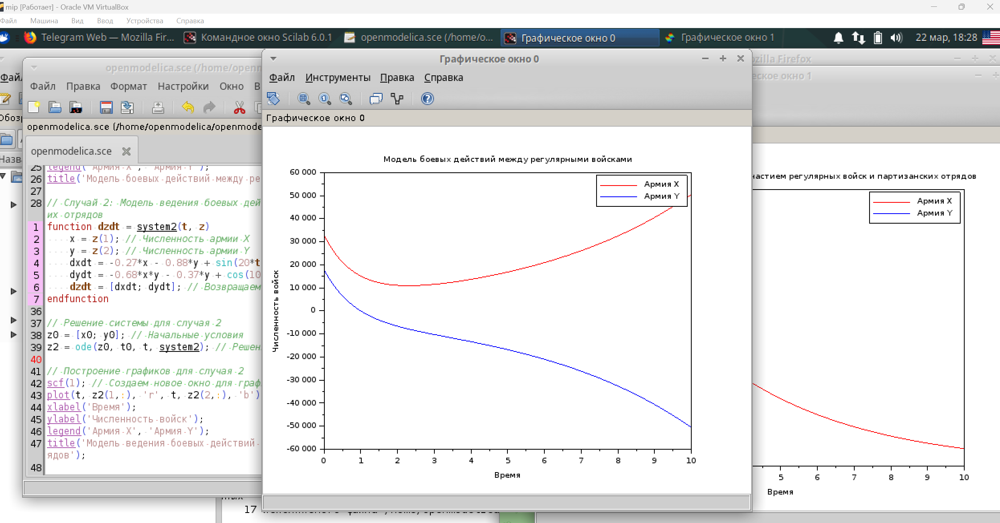 mip [Работает] - Oracle VM VirtualBox
Файл Машина Вид Ввод Устройства Справка
Telegram Web — Mozilla Fir... Командное окно Scilab 6.0.1 openmodelica.sce (/home/o... Графическое окно 0 Графическое окно 1 22 мар, 18:28
openmodelica.sce (/home/openm
Файл Правка Формат Настройки Окно В
openmodelica.sce (/home/openmodelica/openmode
openmodelica.sce
25 legend('Армия X', 'Армия Y');
26 title('Модель боевых действий между ре
27
28 // Случай 2: Модель ведения боевых дей
их отрядов
1 function dzdt = system2(t, z)
2 x = z(1); // Численность армии X
3 y = z(2); // Численность армии Y
4 dxdt = -0.27*x - 0.88*y + sin(20*t
5 dydt = -0.68*x*y - 0.37*y + cos(10
6 dzdt = [dxdt; dydt]; // Возвращаем
7 endfunction
36
37 // Решение системы для случая 2
38 z0 = [x0; y0]; // Начальные условия
39 z2 = ode(z0, t0, t, system2); // Решен
40
41 // Построение графиков для случая 2
42 scf(1); // Создаем новое окно для граф
43 plot(t, z2(1,:), 'r', t, z2(2,:), 'b')
44 xlabel('Время');
45 ylabel('Численность войск');
46 legend('Армия X', 'Армия Y');
47 title('Модель ведения боевых действий
ядов');
48
Графическое окно 0
Файл Инструменты Правка Справка
Графическое окно 0
Модель боевых действий между регулярными войсками
60 000
50 000
40 000
30 000
20 000
10 000
0
-10 000
-20 000
-30 000
-40 000
-50 000
-60 000
Численность войск
Армия X
Армия Y
0 1 2 3 4 5 6 7 8 9 10
Время
ozilla Firefox
еское окно 1
частием регулярных войск и партизанских отрядов
Армия X
Армия Y
5 6 7 8 9 10
Время
Файл
Обоз
Назв
17